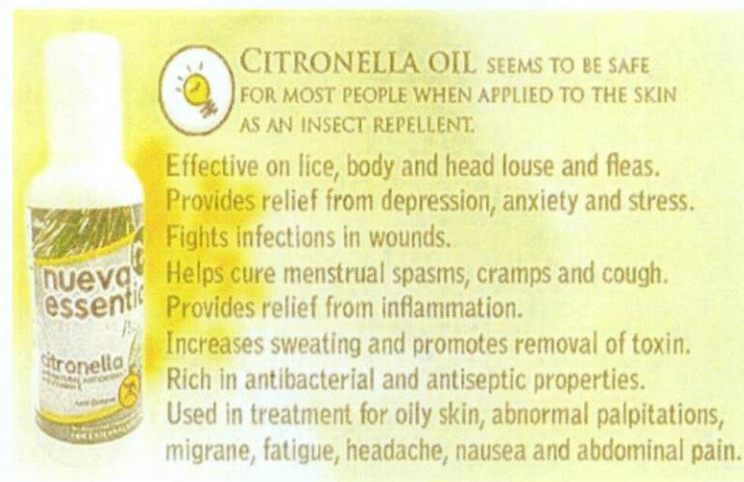 CITRONELLA OIL SEEMS TO BE SAFE
FOR MOST PEOPLE WHEN APPLIED TO THE SKIN
AS AN INSECT REPELLENT.
Effective on lice, body and head louse and fleas.
Provides relief from depression, anxiety and stress.
Fights infections in wounds.
Helps cure menstrual spasms, cramps and cough.
Provides relief from inflammation.
Increases sweating and promotes removal of toxin.
Rich in antibacterial and antiseptic properties.
Used in treatment for oily skin, abnormal palpitations,
migrane, fatigue, headache, nausea and abdominal pain.
nueva
essentic
citronella